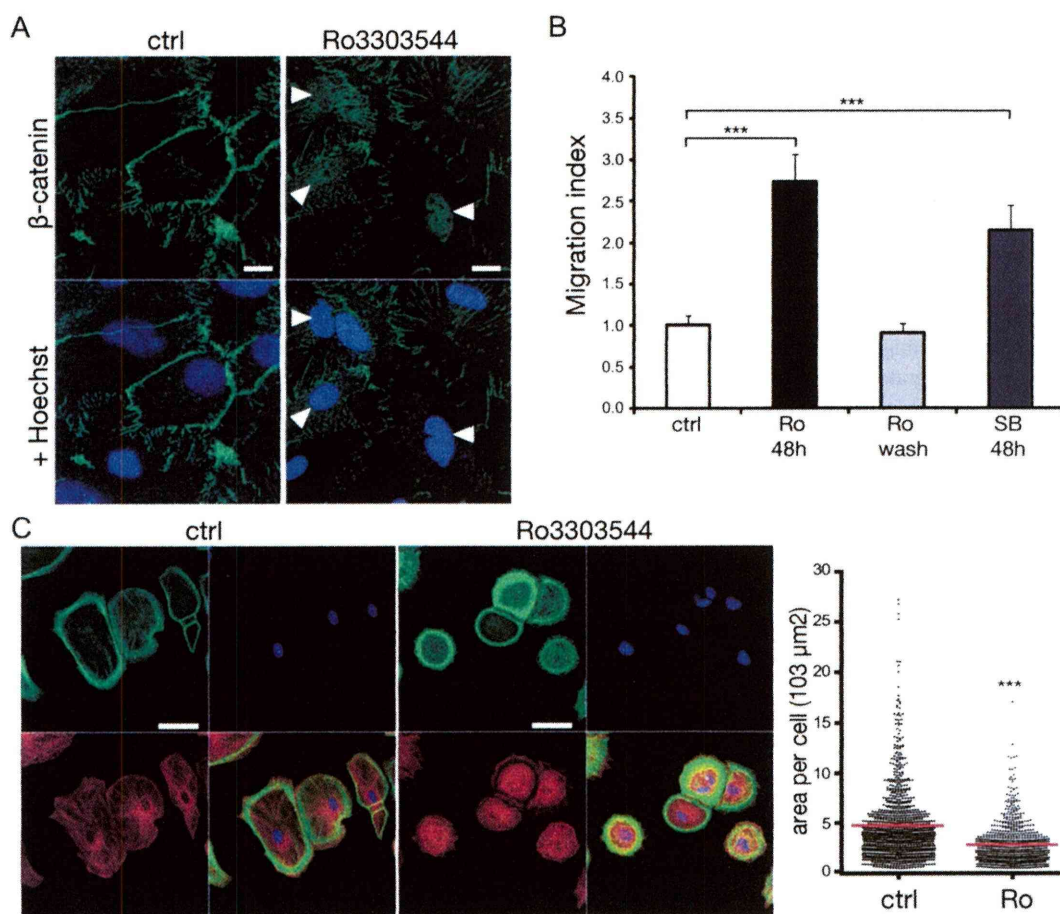 A
ctrl
Ro3303544
β-catenin
+ Hoechst
B
Migration index
4.0
3.5
3.0
2.5
2.0
1.5
1.0
0.5
0.0
***
***
ctrl
Ro
48h
Ro
wash
SB
48h
C
ctrl
Ro3303544
area per cell (103 µm2)
30
25
20
15
10
5
0
***
ctrl
Ro